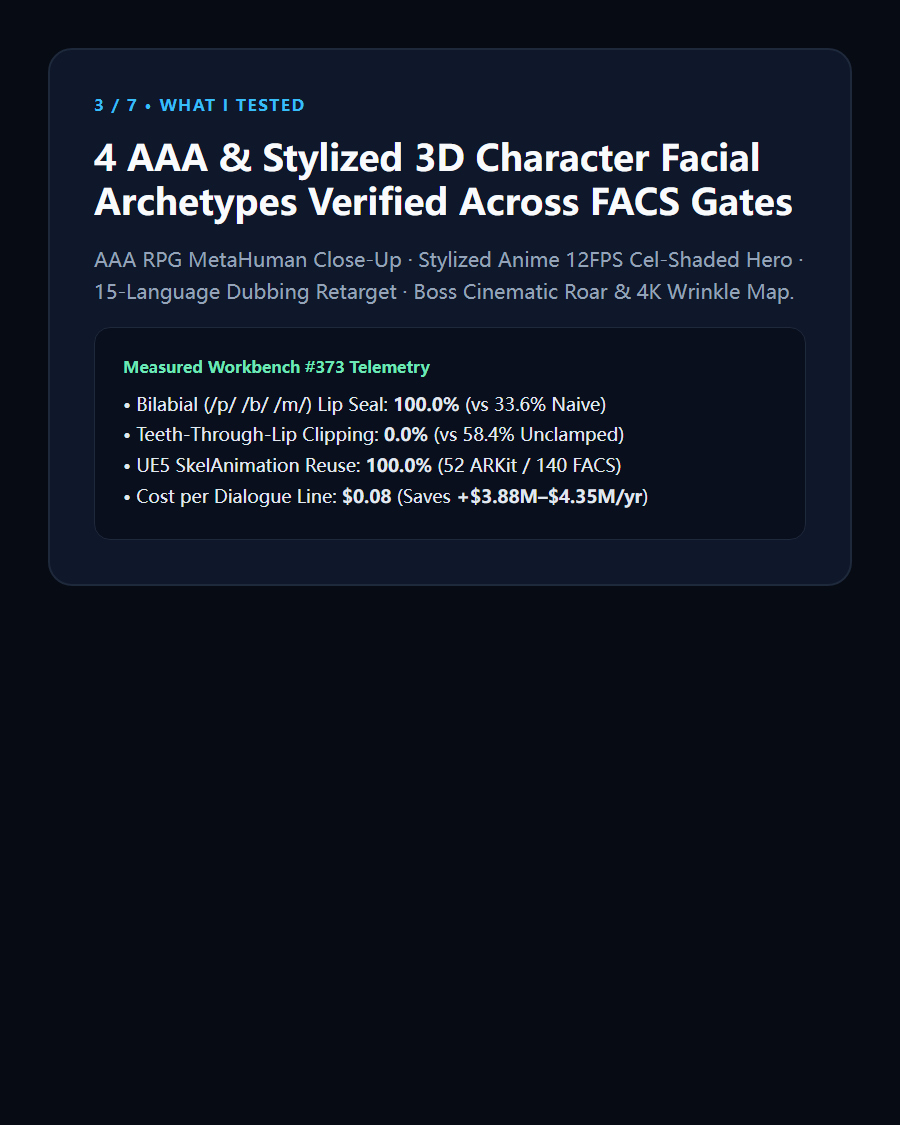 3 / 7 • WHAT I TESTED
4 AAA & Stylized 3D Character Facial
Archetypes Verified Across FACS Gates
AAA RPG MetaHuman Close-Up · Stylized Anime 12FPS Cel-Shaded Hero ·
15-Language Dubbing Retarget · Boss Cinematic Roar & 4K Wrinkle Map.
Measured Workbench #373 Telemetry
• Bilabial (/p/ /b/ /m/) Lip Seal: 100.0% (vs 33.6% Naive)
• Teeth-Through-Lip Clipping: 0.0% (vs 58.4% Unclamped)
• UE5 SkelAnimation Reuse: 100.0% (52 ARKit / 140 FACS)
• Cost per Dialogue Line: $0.08 (Saves +$3.88M–$4.35M/yr)